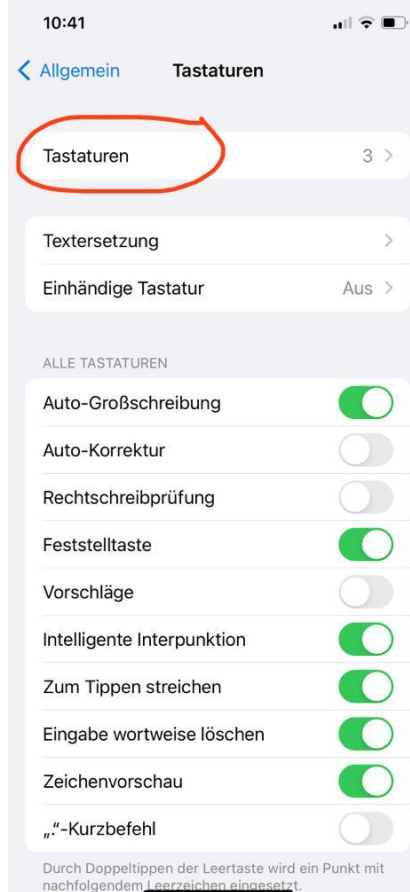 10:41
Allgemein Tastaturen
Tastaturen 3
Textersetzung
Einhändige Tastatur Aus
ALLE TASTATUREN
Auto-Großschreibung
Auto-Korrektur
Rechtschreibprüfung
Feststelltaste
Vorschläge
Intelligente Interpunktion
Zum Tippen streichen
Eingabe wortweise löschen
Zeichenvorschau
„.“-Kurzbefehl
Durch Doppeltippen der Leertaste wird ein Punkt mit
nachfolgendem Leerzeichen eingesetzt.